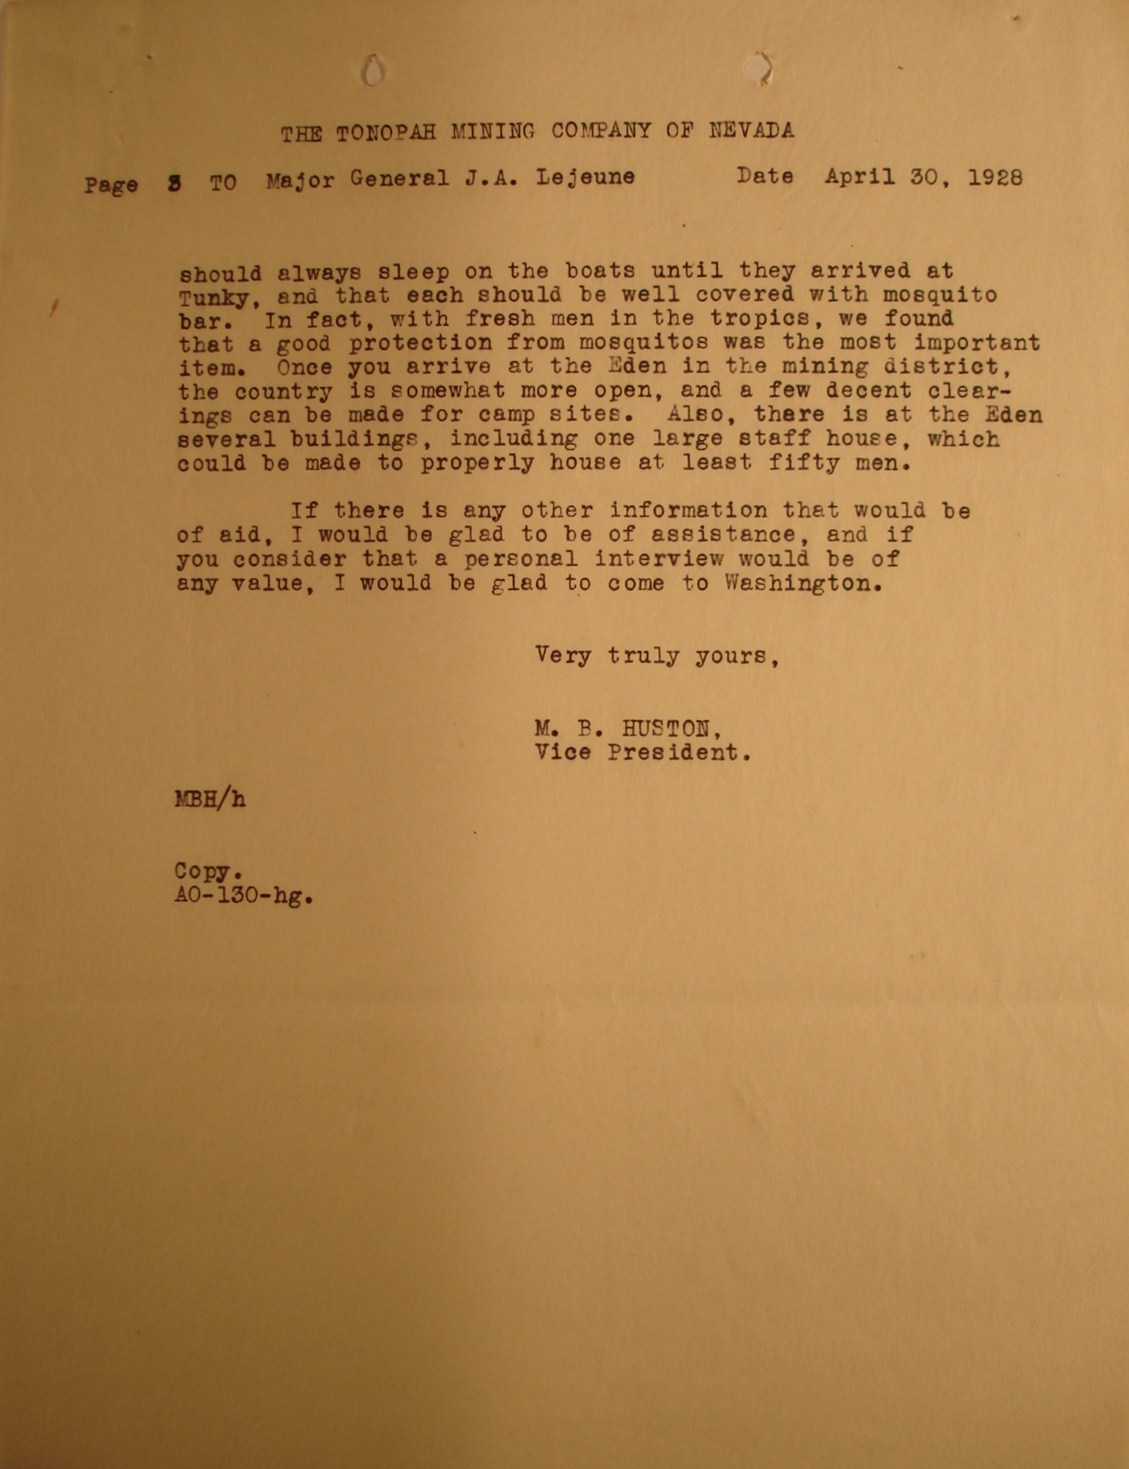 THE TONOPAH MINING COMPANY OF NEVADA
Page 3 TO Major General J.A. Lejeune Date April 30, 1928
should always sleep on the boats until they arrived at
Tunky, and that each should be well covered with mosquito
bar. In fact, with fresh men in the tropics, we found
that a good protection from mosquitos was the most important
item. Once you arrive at the Eden in the mining district,
the country is somewhat more open, and a few decent clear-
ings can be made for camp sites. Also, there is at the Eden
several buildings, including one large staff house, which
could be made to properly house at least fifty men.
If there is any other information that would be
of aid, I would be glad to be of assistance, and if
you consider that a personal interview would be of
any value, I would be glad to come to Washington.
Very truly yours,
M. B. HUSTON,
Vice President.
MBH/h
Copy.
AO-130-hg.